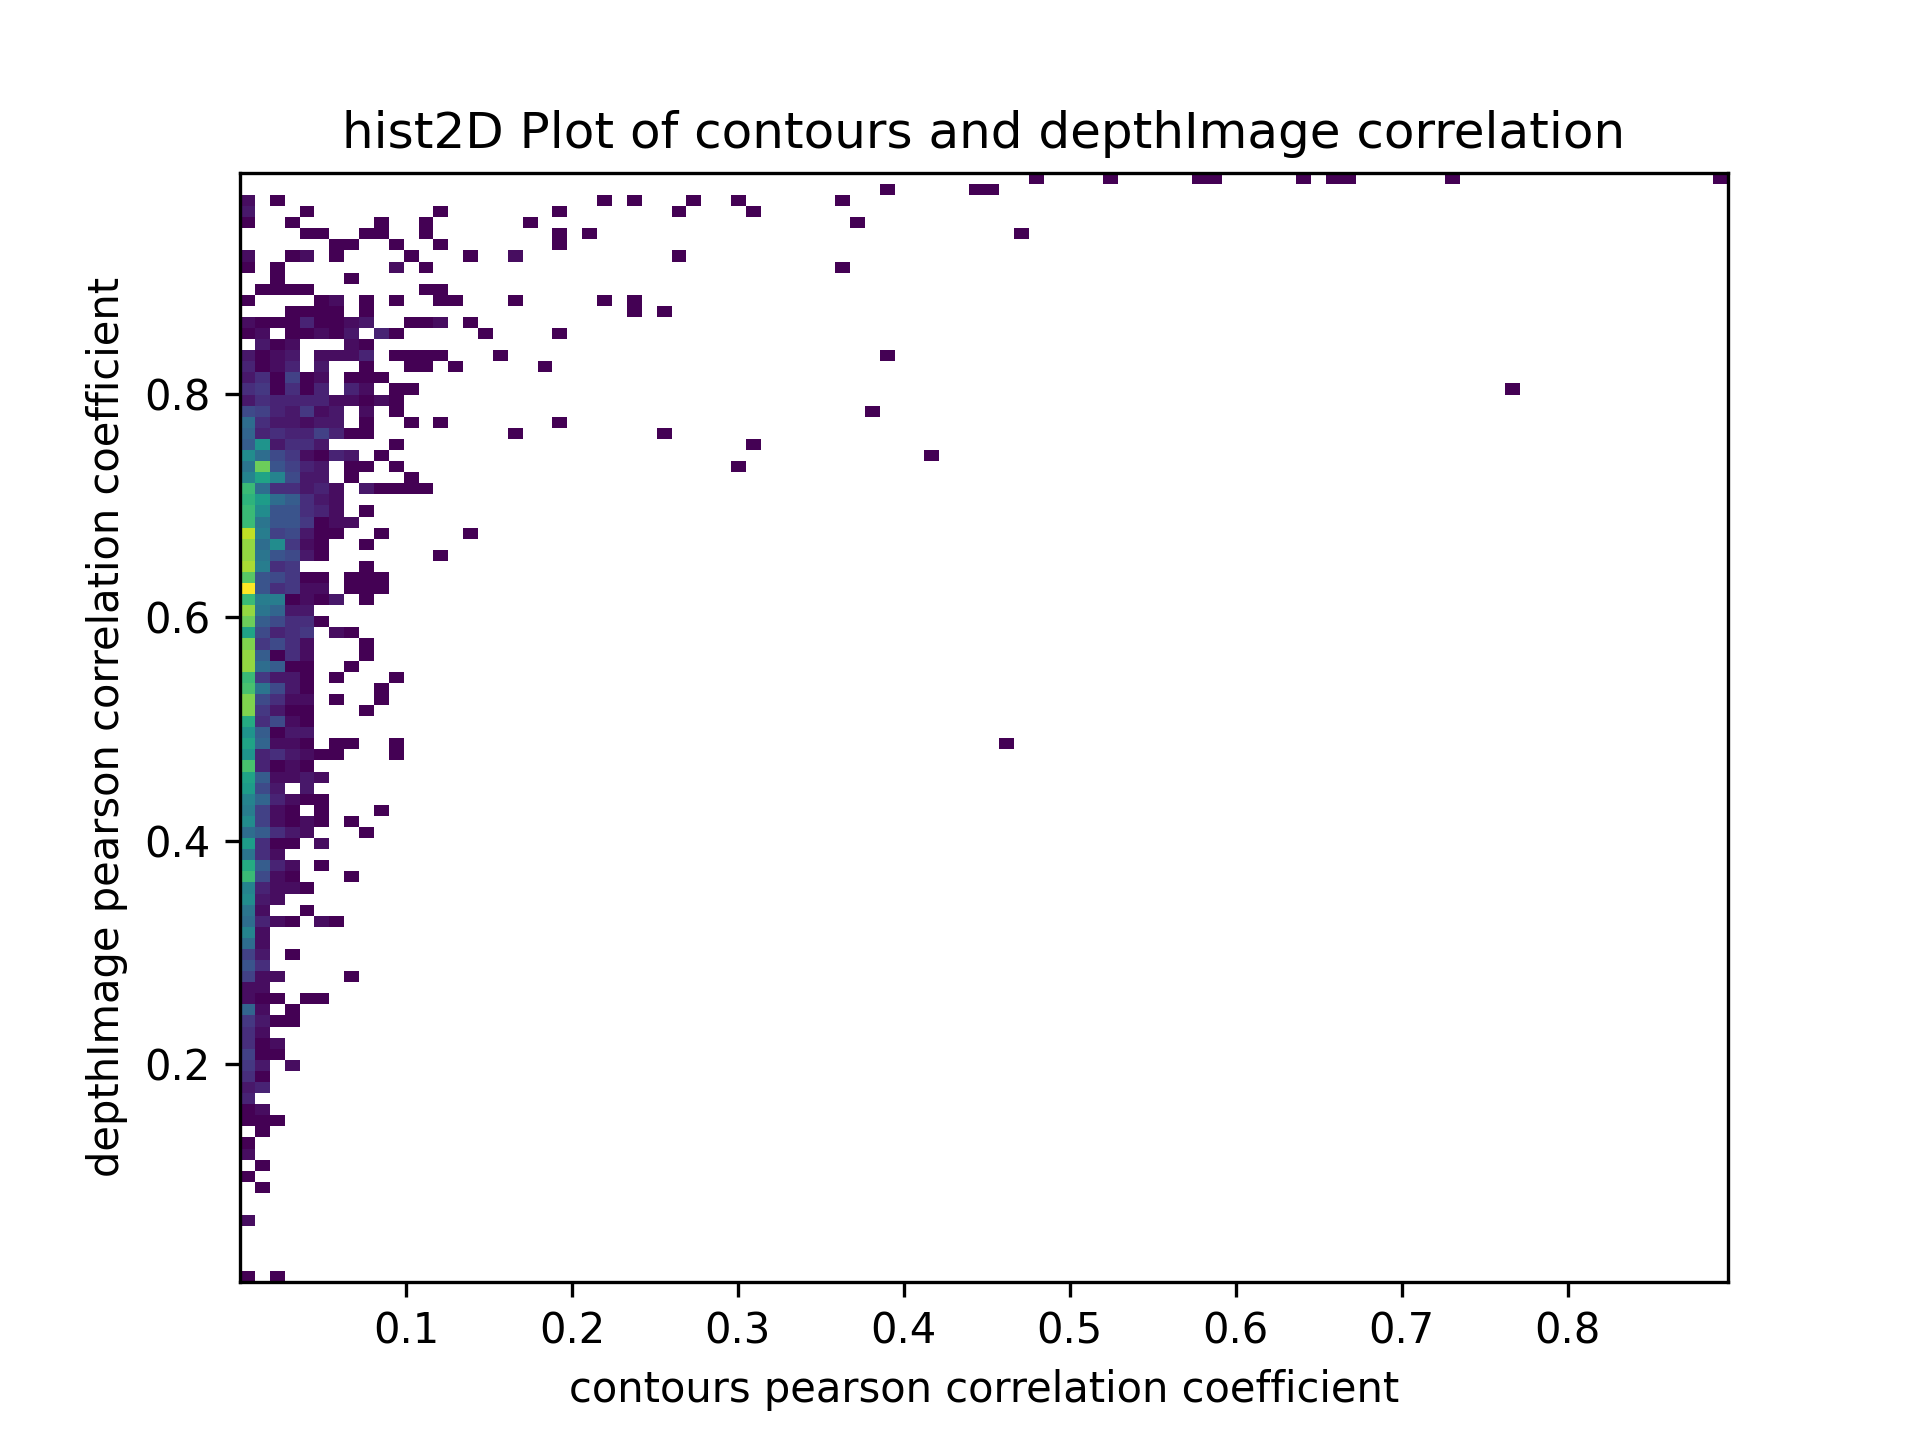 hist2D Plot of contours and depthImage correlation
depthImage pearson correlation coefficient
0.8
0.6
0.4
0.2
0.1 0.2 0.3 0.4 0.5 0.6 0.7 0.8
contours pearson correlation coefficient